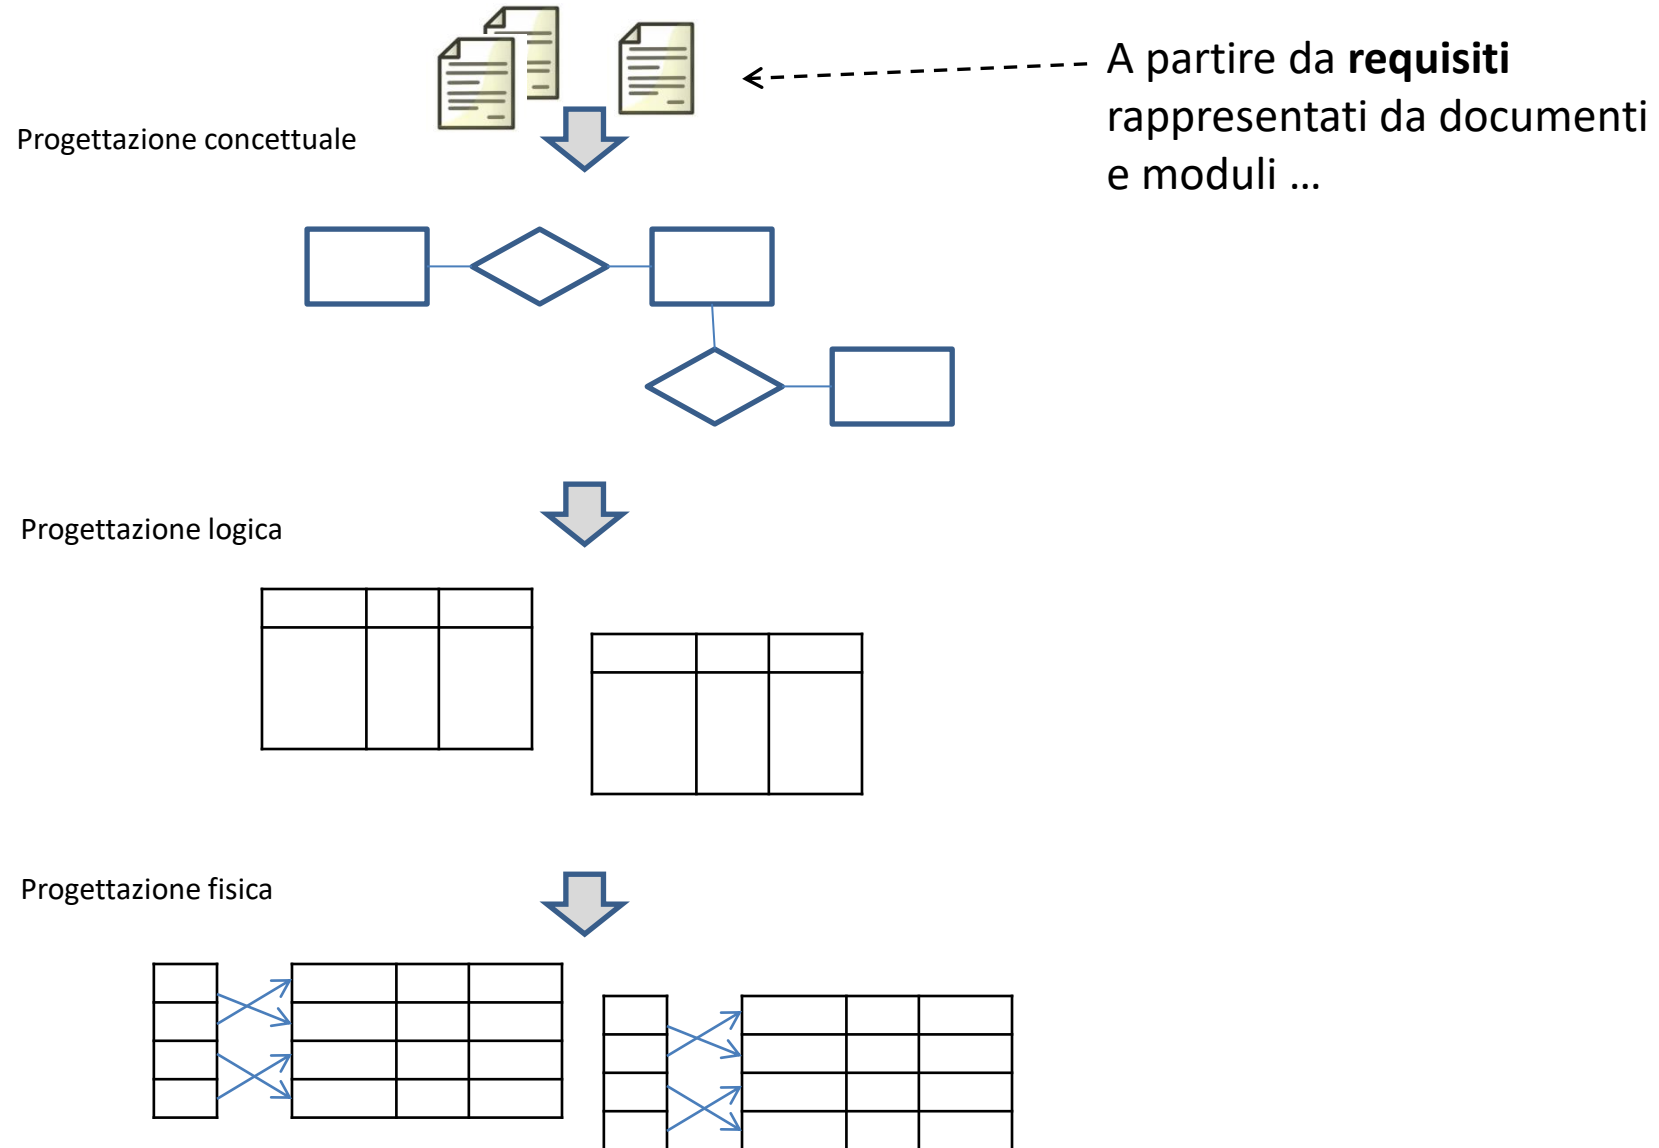 A partire da requisiti
rappresentati da documenti
e moduli …
Progettazione concettuale
Progettazione logica
Progettazione fisica